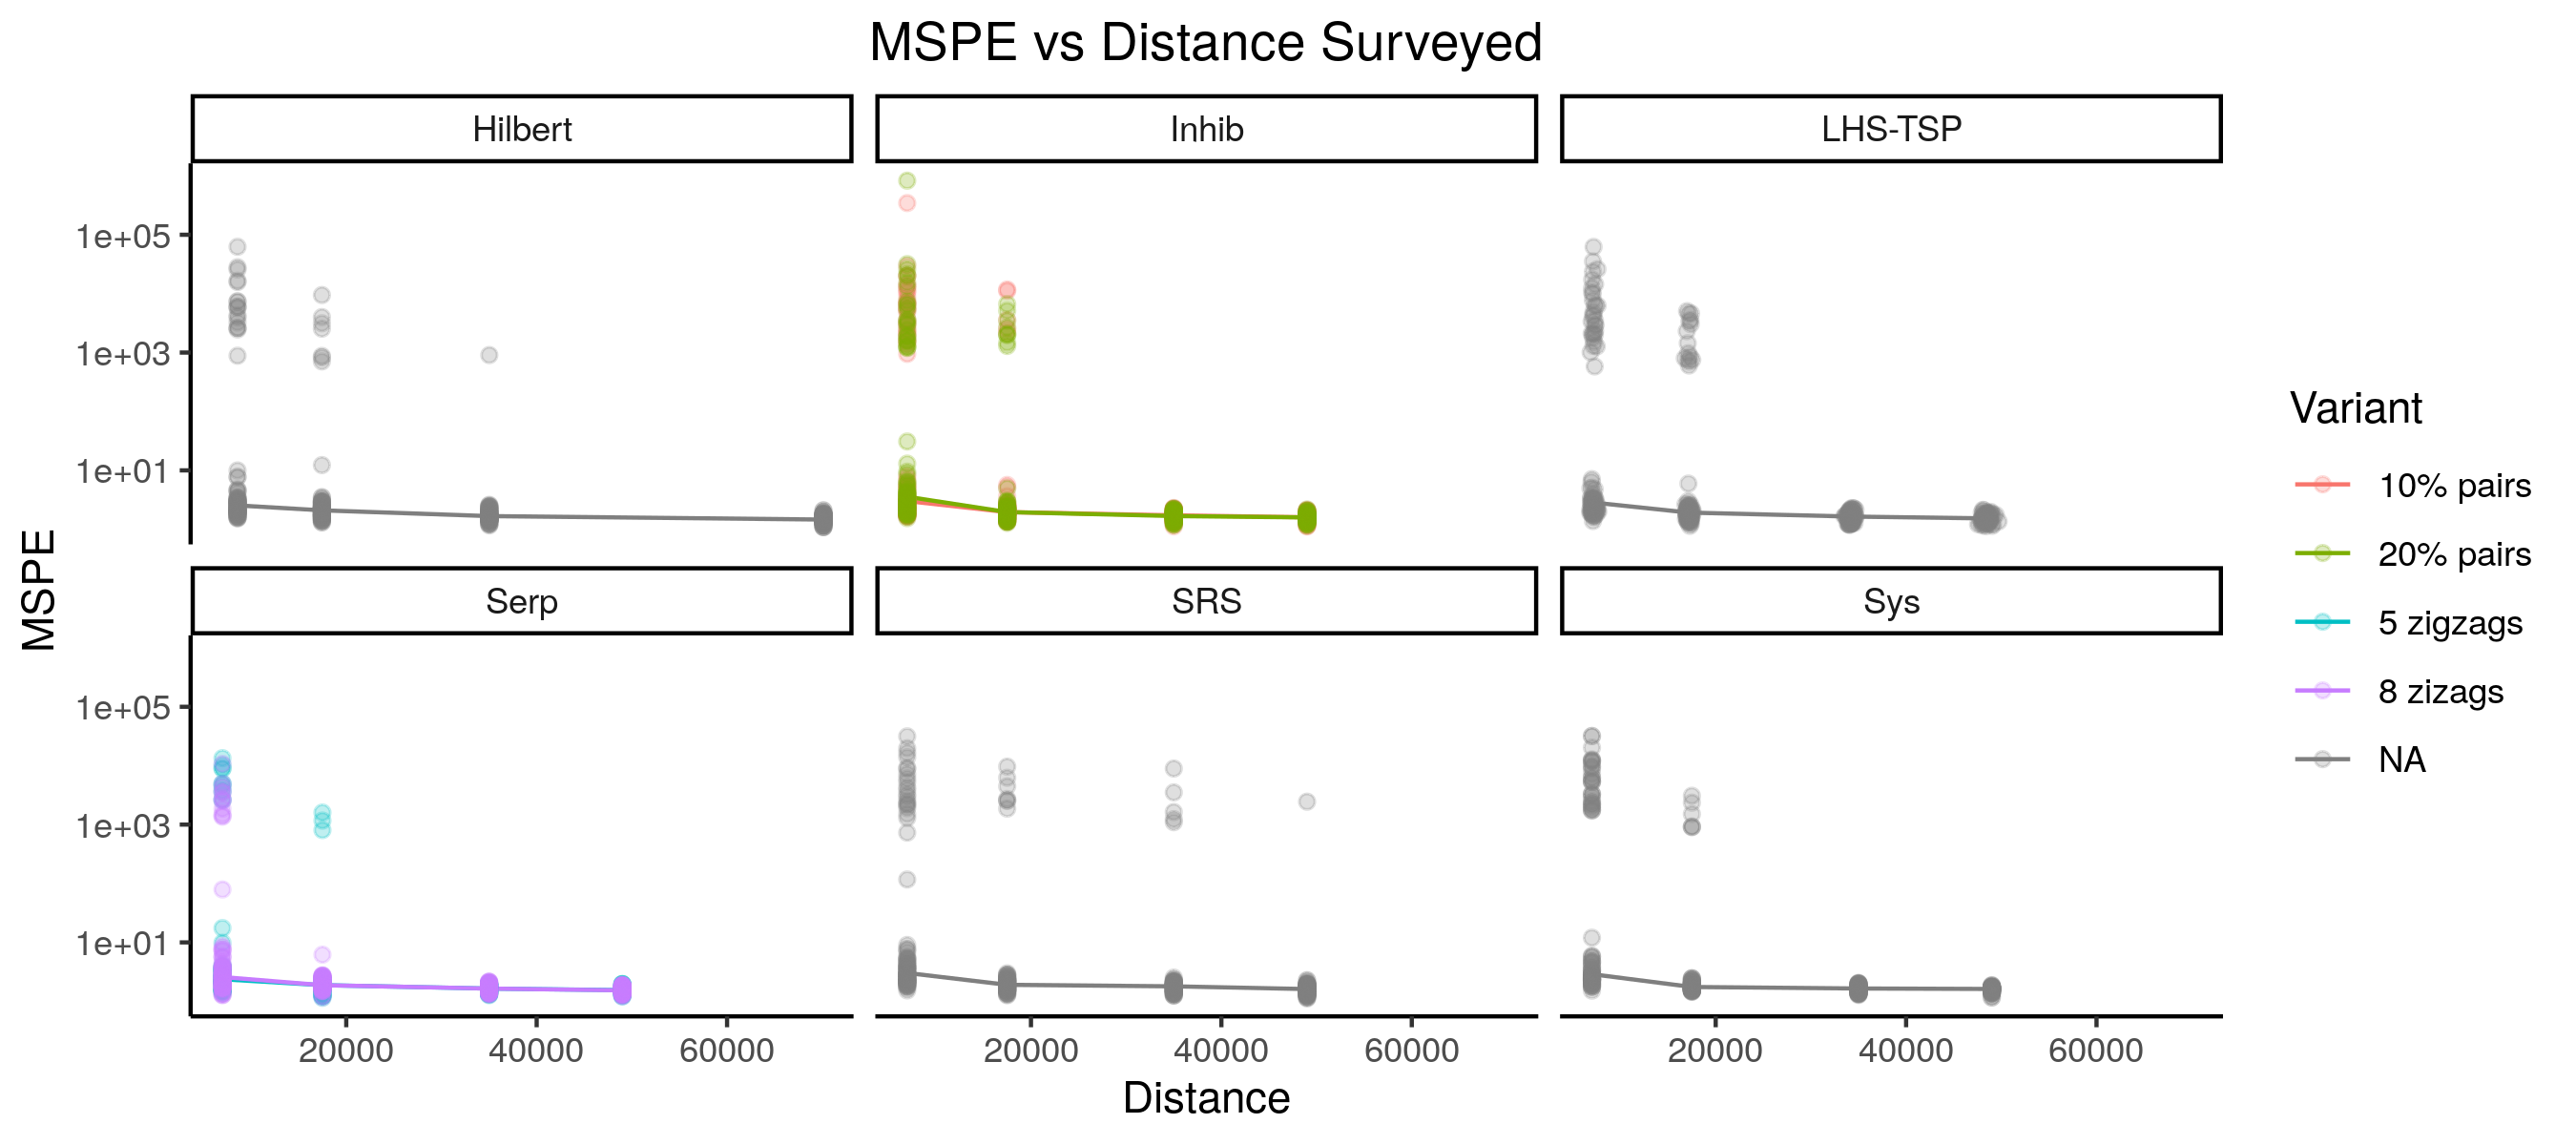 MSPE vs Distance Surveyed
Hilbert
Inhib
LHS-TSP
1e+05
1e+03
1e+01
MSPE
Serp
SRS
Sys
1e+05
1e+03
1e+01
20000 40000 60000
20000 40000 60000
20000 40000 60000
Distance
Variant
10% pairs
20% pairs
5 zigzags
8 zizags
NA